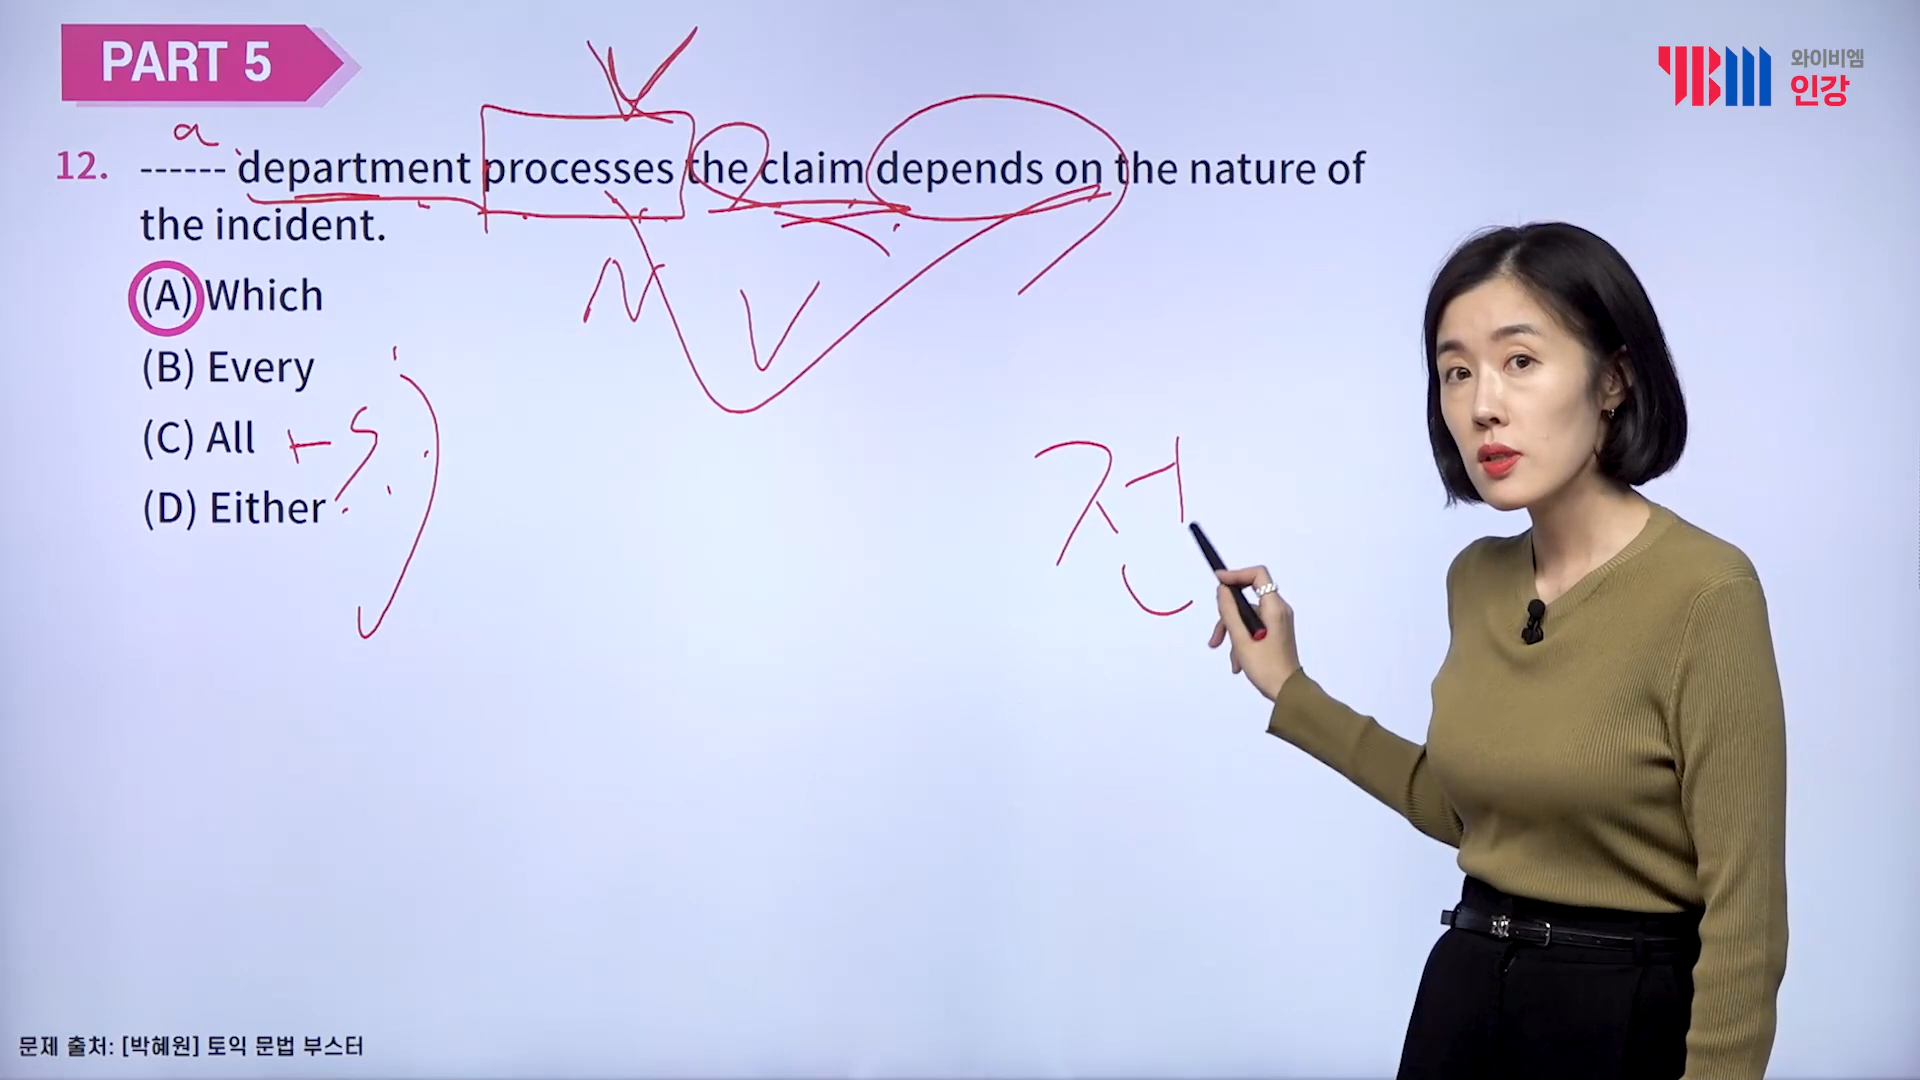 PART 5
YBM 와이비엠
인강
a
12. ------ department processes the claim depends on the nature of
the incident.
(A) Which
(B) Every
(C) All + s
(D) Either
V
N V
전
문제 출처: [박혜원] 토익 문법 부스터